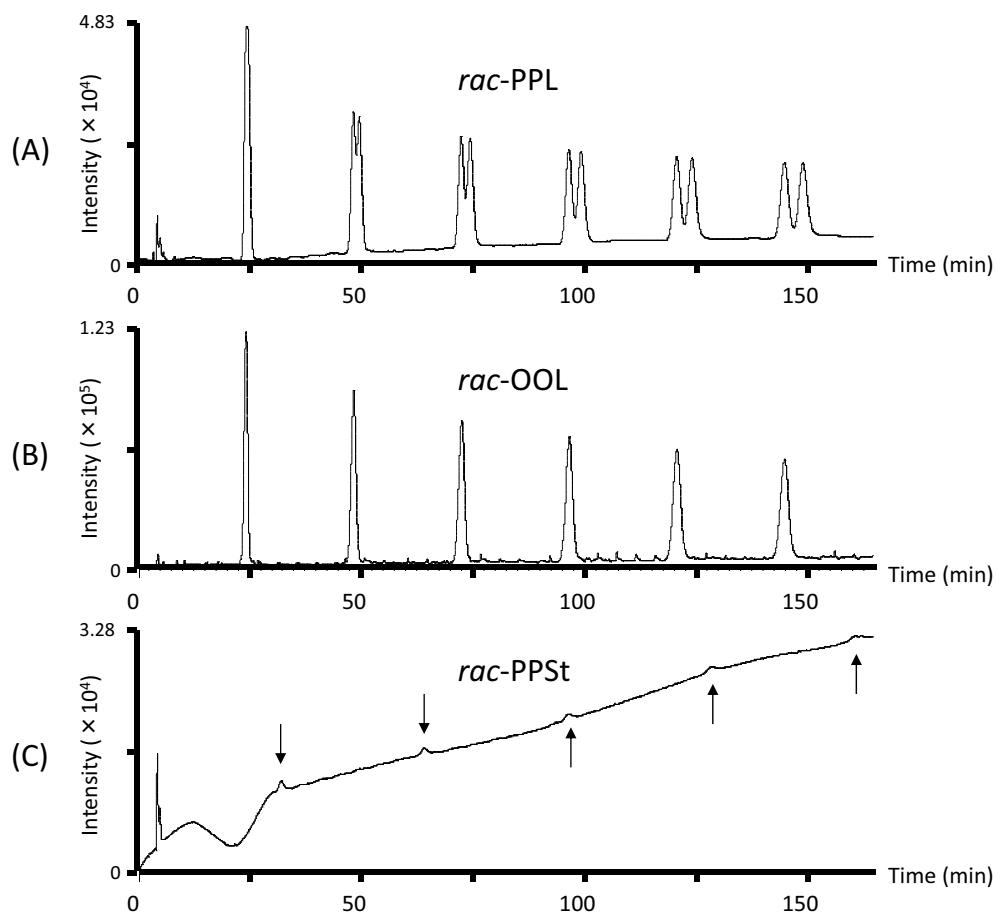 (A)
Intensity (×10⁴)
4.83
0
rac-PPL
Time (min)
0 50 100 150
(B)
Intensity (×10⁵)
1.23
0
rac-OOL
Time (min)
0 50 100 150
(C)
Intensity (×10⁴)
3.28
0
rac-PPSt
Time (min)
0 50 100 150